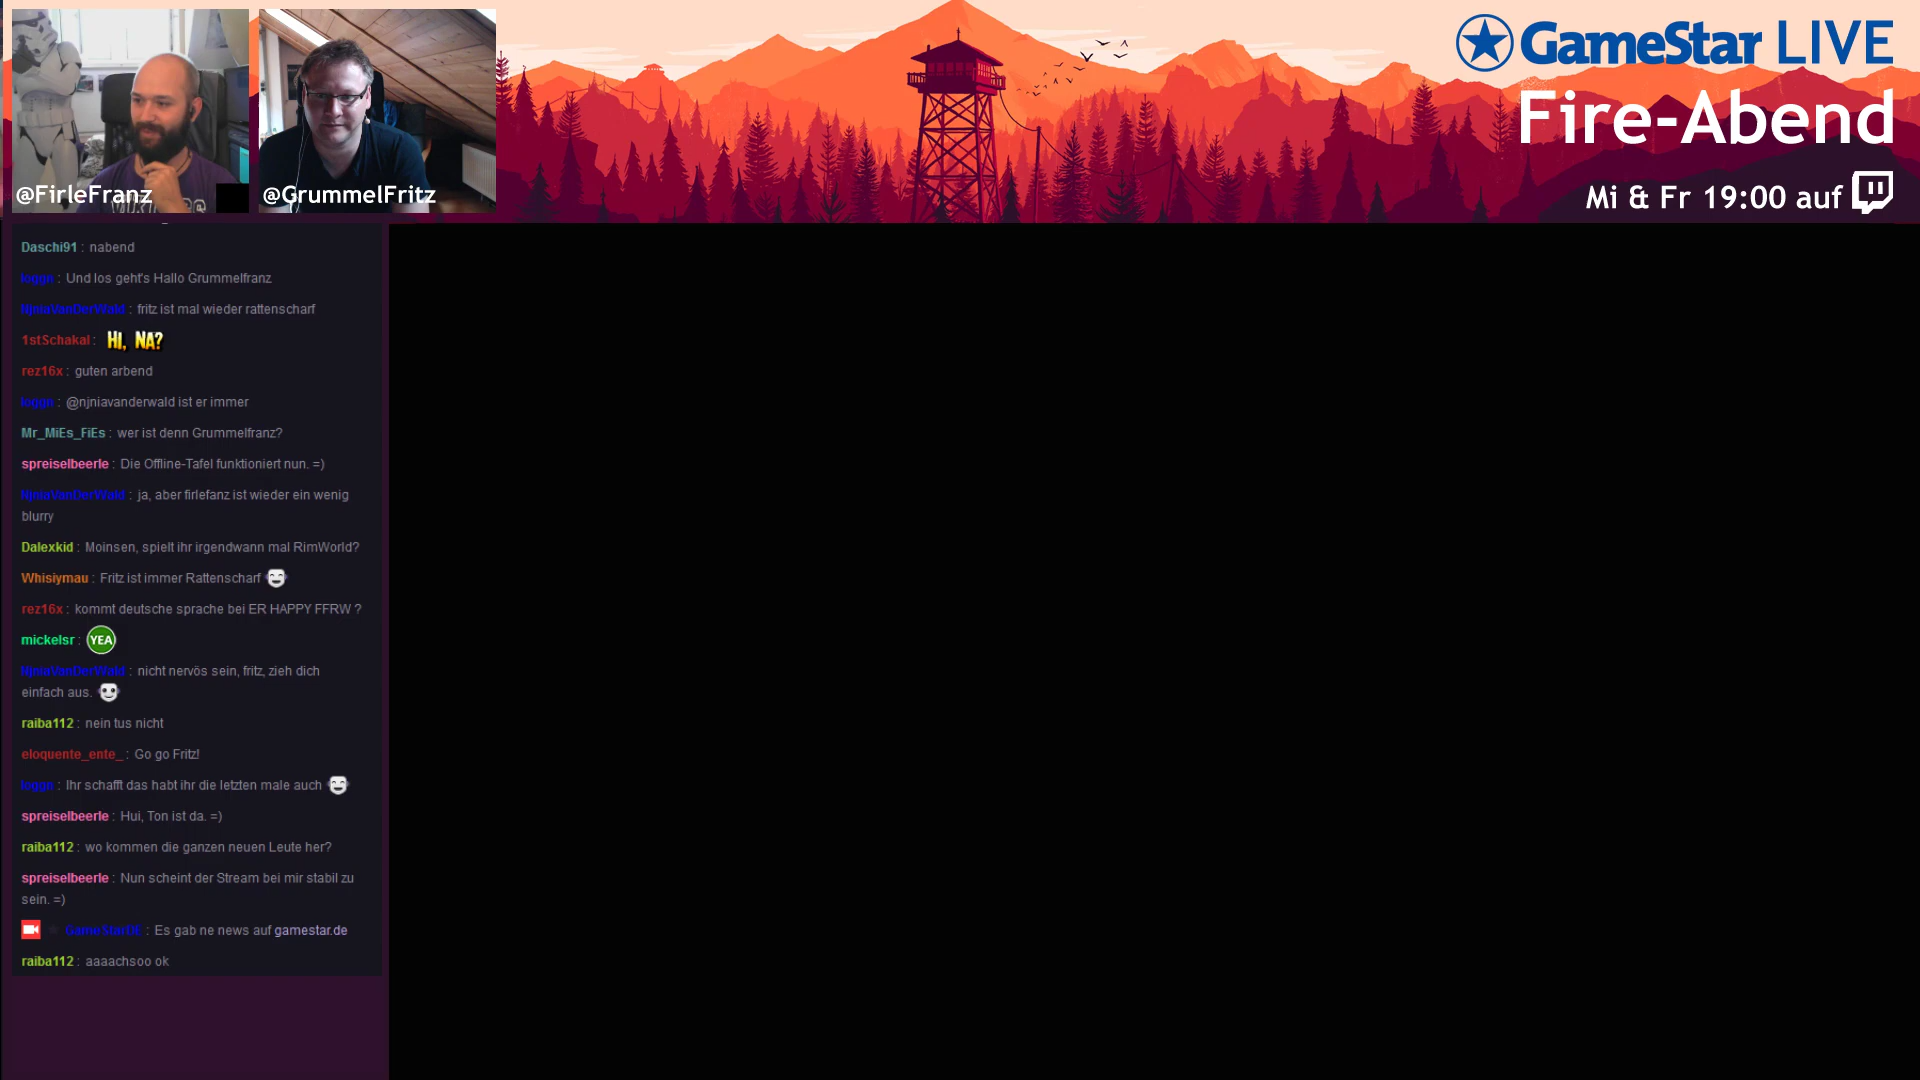 GameStar LIVE
Fire-Abend
Mi & Fr 19:00 auf
@FirleFranz
@GrummelFritz
Daschi91 : nabend
loggn : Und los geht's Hallo Grummelfranz
NjniaVanDerWald : fritz ist mal wieder rattenscharf
1stSchakal : HI, NA?
rez16x : guten arbend
loggn : @njniavanderwald ist er immer
Mr_MiEs_FiEs : wer ist denn Grummelfranz?
spreiselbeerle : Die Offline-Tafel funktioniert nun. =)
NjniaVanDerWald : ja, aber firlefanz ist wieder ein wenig
blurry
Dalexkid : Moinsen, spielt ihr irgendwann mal RimWorld?
Whisiymau : Fritz ist immer Rattenscharf
rez16x : kommt deutsche sprache bei ER HAPPY FFRW ?
mickelsr : YEA
NjniaVanDerWald : nicht nervös sein, fritz, zieh dich
einfach aus.
raiba112 : nein tus nicht
eloquente_ente_ : Go go Fritz!
loggn : Ihr schafft das habt ihr die letzten male auch
spreiselbeerle : Hui, Ton ist da. =)
raiba112 : wo kommen die ganzen neuen Leute her?
spreiselbeerle : Nun scheint der Stream bei mir stabil zu
sein. =)
GameStarDE : Es gab ne news auf gamestar.de
raiba112 : aaaachsoo ok